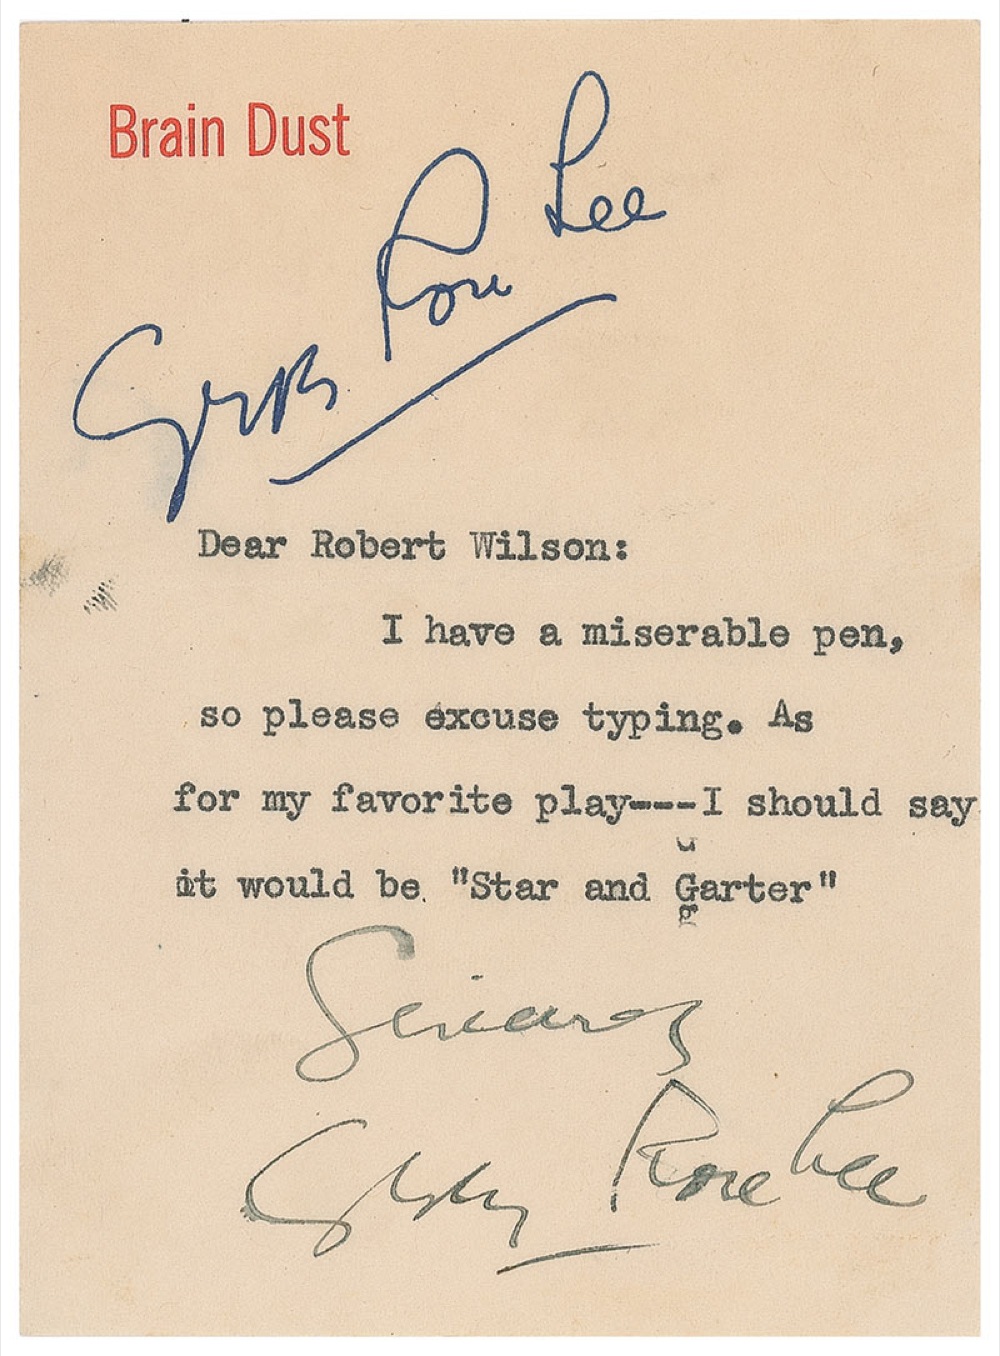 Brain Dust
Gypsy Rose Lee
Dear Robert Wilson:
I have a miserable pen,
so please excuse typing. As
for my favorite play---I should say
it would be "Star and Garter"
Sincerely
Gypsy Rose Lee